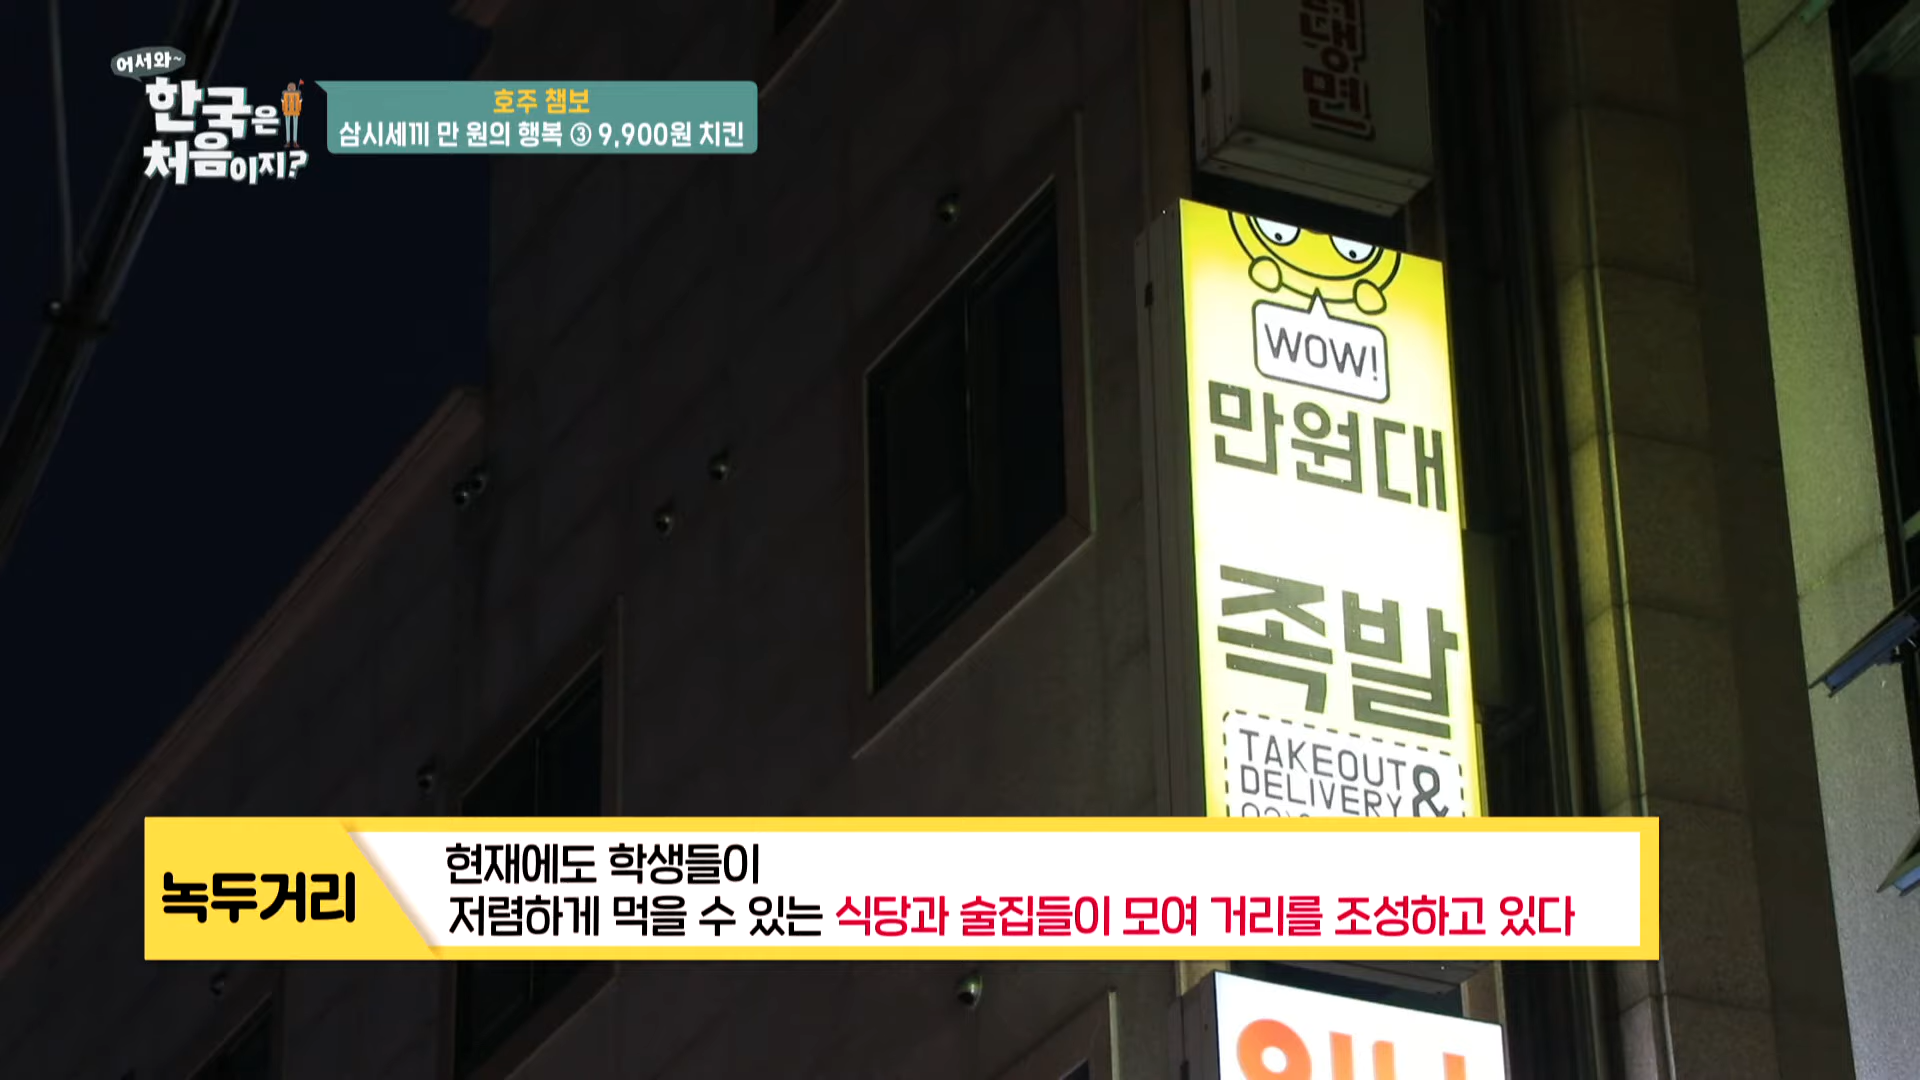 어서와~
한국은
처음이지?
호주 챔보
삼시세끼 만 원의 행복 ③ 9,900원 치킨
WOW!
만원대
족발
TAKEOUT &
DELIVERY
녹두거리
현재에도 학생들이
저렴하게 먹을 수 있는 식당과 술집들이 모여 거리를 조성하고 있다